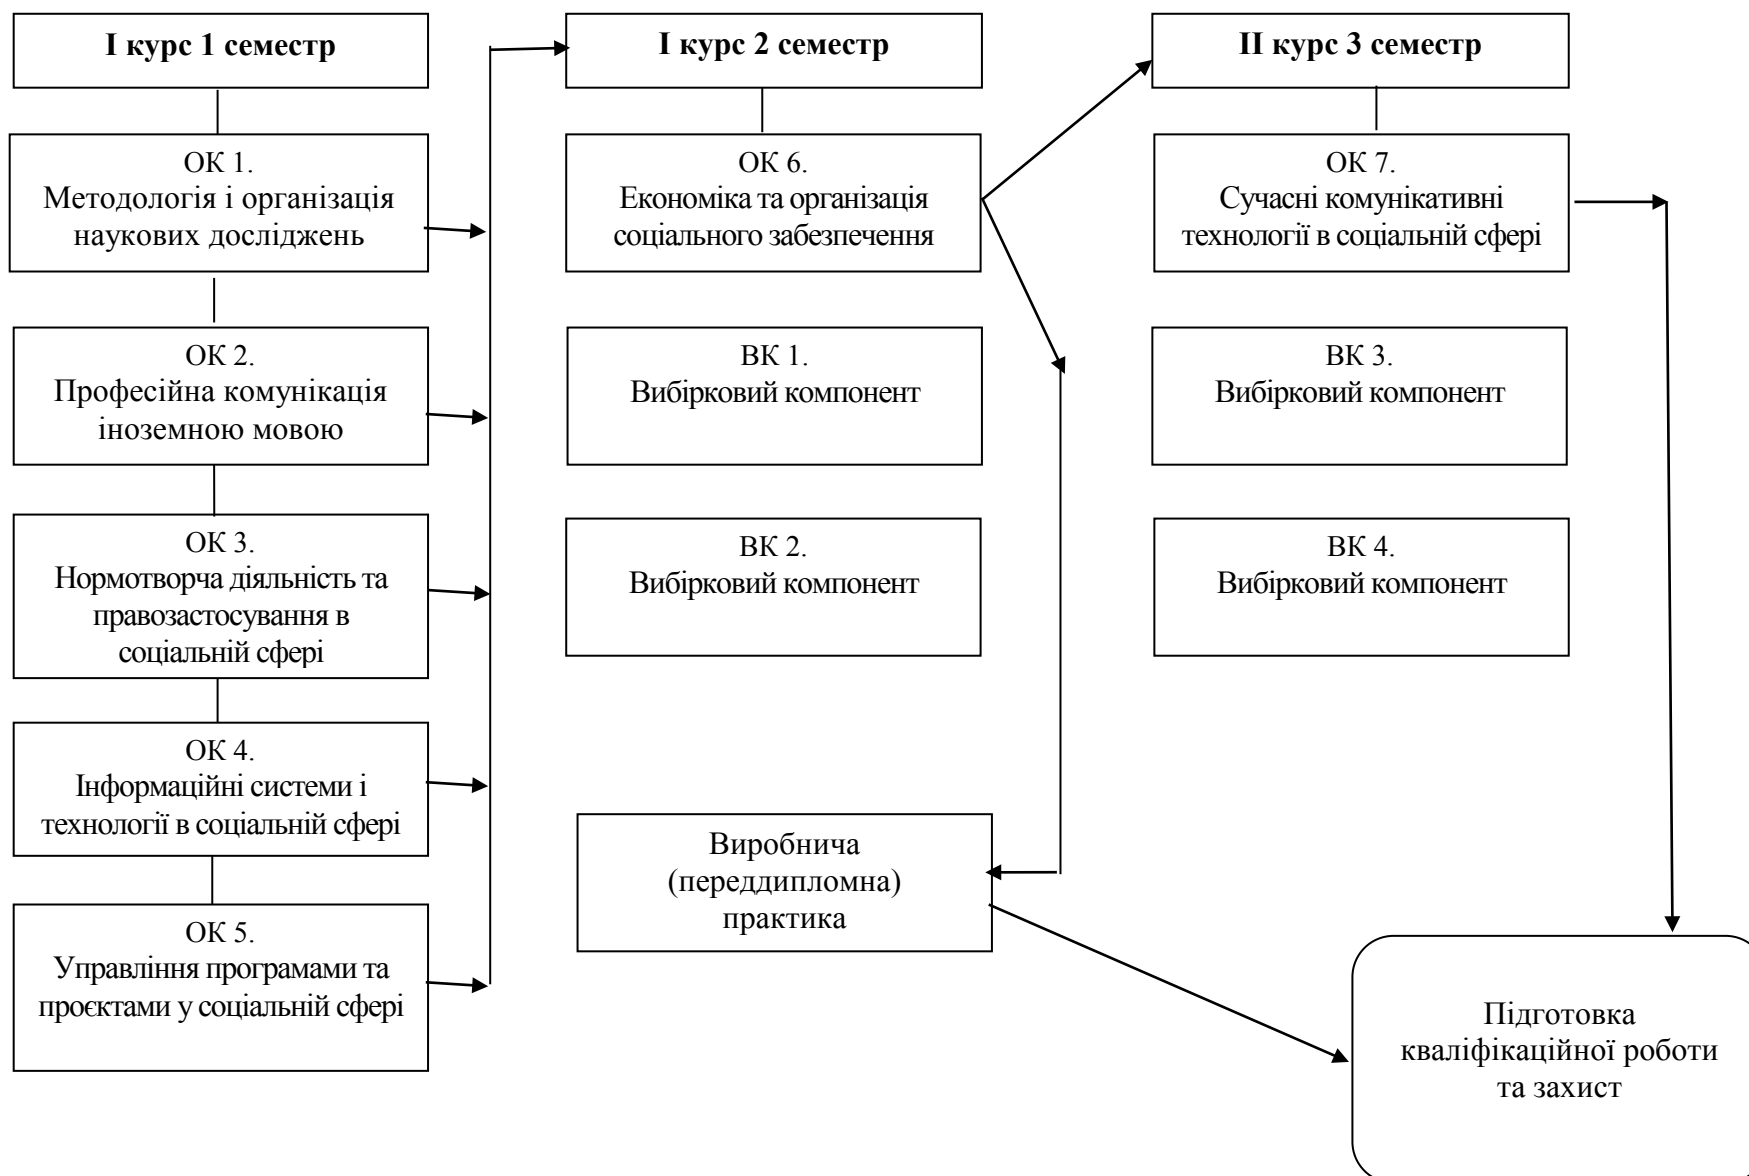 І курс 1 семестр
ОК 1.
Методологія і організація
наукових досліджень
ОК 2.
Професійна комунікація
іноземною мовою
ОК 3.
Нормотворча діяльність та
правозастосування в
соціальній сфері
ОК 4.
Інформаційні системи і
технології в соціальній сфері
ОК 5.
Управління програмами та
проєктами у соціальній сфері
І курс 2 семестр
ОК 6.
Економіка та організація
соціального забезпечення
ВК 1.
Вибірковий компонент
ВК 2.
Вибірковий компонент
Виробнича
(переддипломна)
практика
ІІ курс 3 семестр
ОК 7.
Сучасні комунікативні
технології в соціальній сфері
ВК 3.
Вибірковий компонент
ВК 4.
Вибірковий компонент
Підготовка
кваліфікаційної роботи
та захист